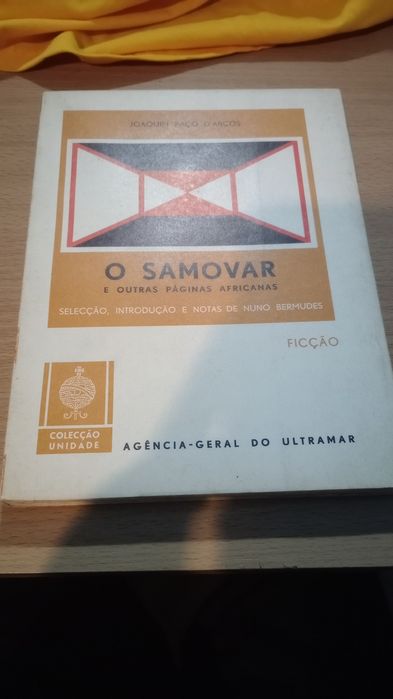 JOAQUIM PAÇO D'ARCOS
O SAMOVAR
E OUTRAS PÁGINAS AFRICANAS
SELECÇÃO, INTRODUÇÃO E NOTAS DE NUNO BERMUDES
FICÇÃO
COLECÇÃO
UNIDADE
AGÊNCIA-GERAL DO ULTRAMAR